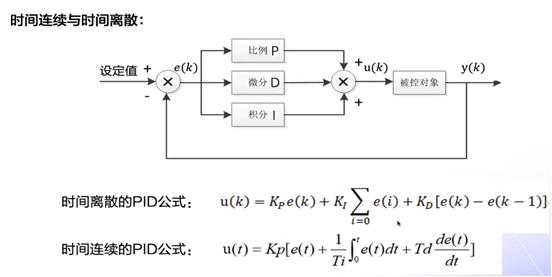 时间连续与时间离散:
比例 P
设定值 + e(k) + u(k) y(k)
微分 D 被控对象
-
积分 I +
时间离散的PID公式: u(k) = K_P e(k) + K_I ∑_{i=0} e(i) + K_D[e(k) − e(k − 1)]
时间连续的PID公式: u(t) = Kp[e(t) + \frac{1}{Ti} ∫_0^t e(t)dt + Td \frac{de(t)}{dt}]